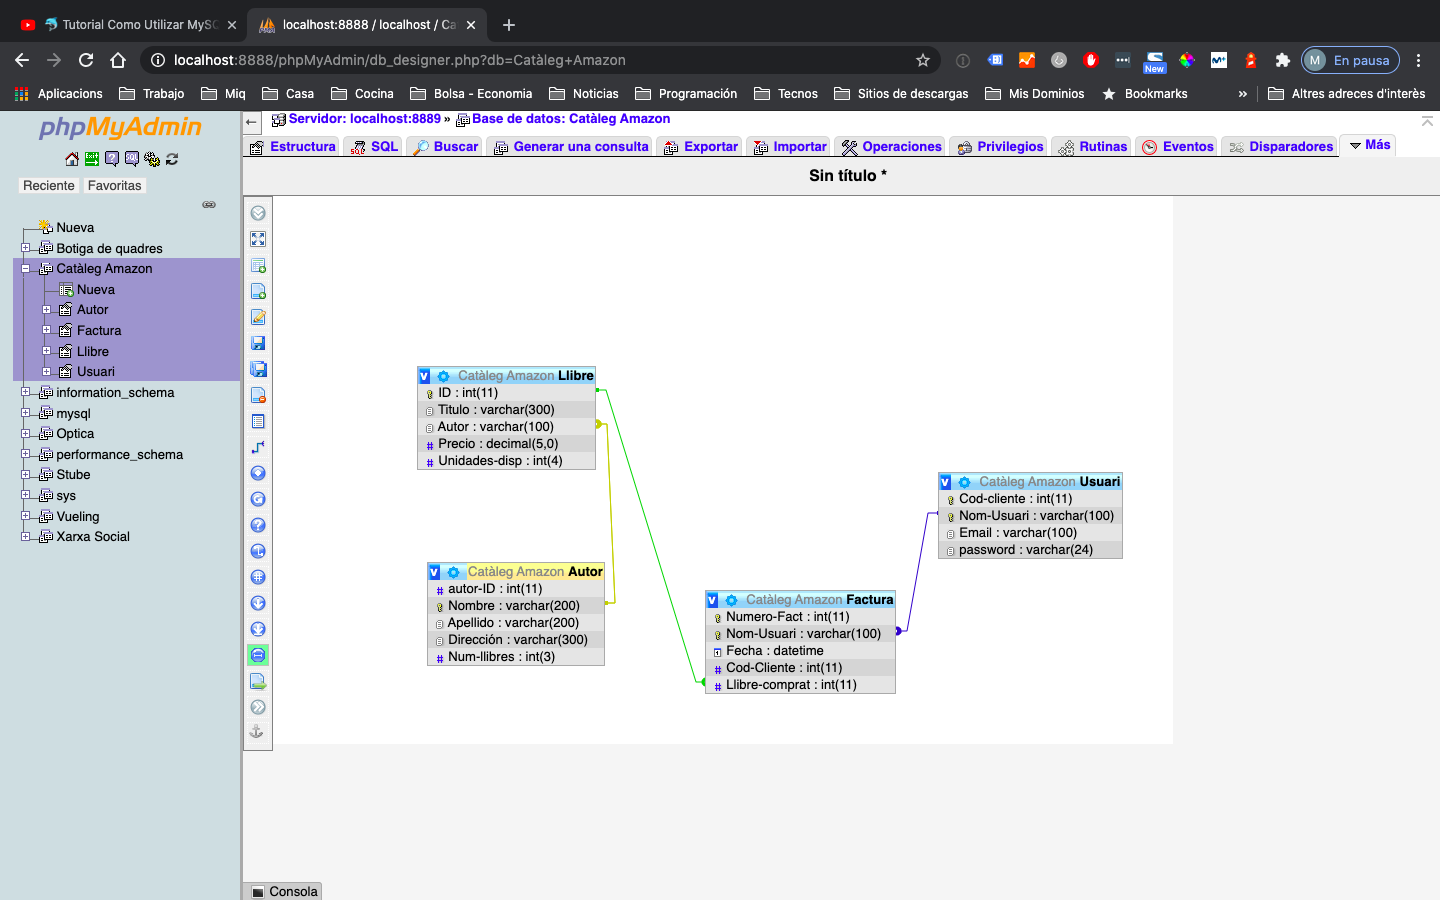 Tutorial Como Utilizar MySQ
localhost:8888 / localhost / Ca
localhost:8888/phpMyAdmin/db_designer.php?db=Catàleg+Amazon
New
M En pausa
Aplicacions Trabajo Miq Casa Cocina Bolsa - Economia Noticias Programación Tecnos Sitios de descargas Mis Dominios Bookmarks » Altres adreces d'interès
phpMyAdmin
Servidor: localhost:8889 » Base de datos: Catàleg Amazon
Estructura SQL Buscar Generar una consulta Exportar Importar Operaciones Privilegios Rutinas Eventos Disparadores Más
Sin título *
Reciente Favoritas
Nueva
Botiga de quadres
Catàleg Amazon
Nueva
Autor
Factura
Llibre
Usuari
information_schema
mysql
Optica
performance_schema
Stube
sys
Vueling
Xarxa Social
v Catàleg Amazon Llibre
ID : int(11)
Titulo : varchar(300)
Autor : varchar(100)
# Precio : decimal(5,0)
# Unidades-disp : int(4)
v Catàleg Amazon Usuari
Cod-cliente : int(11)
Nom-Usuari : varchar(100)
Email : varchar(100)
password : varchar(24)
v Catàleg Amazon Autor
# autor-ID : int(11)
Nombre : varchar(200)
Apellido : varchar(200)
Dirección : varchar(300)
# Num-llibres : int(3)
v Catàleg Amazon Factura
Numero-Fact : int(11)
Nom-Usuari : varchar(100)
Fecha : datetime
# Cod-Cliente : int(11)
# Llibre-comprat : int(11)
Consola